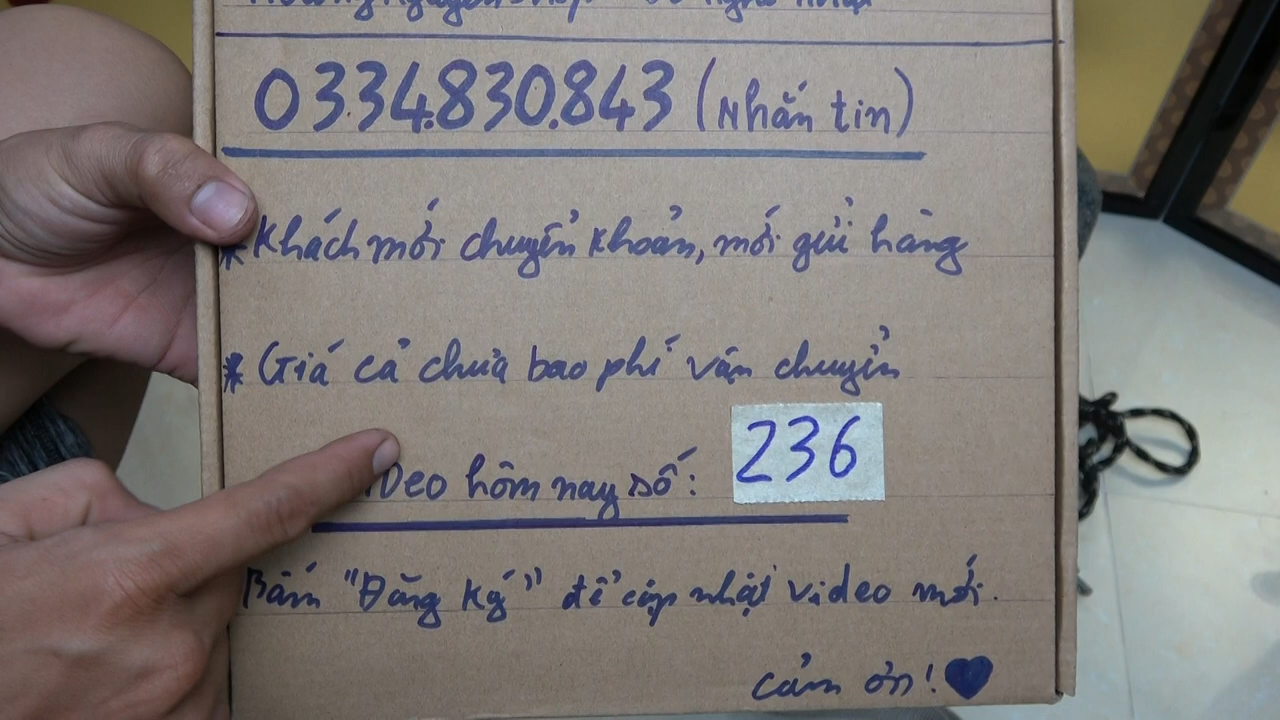 0334.830.843 (Nhắn tin)
* Khách mới chuyển khoản, mới gửi hàng
* Giá cả chưa bao phí vận chuyển
ideo hôm nay số: 236
Bấm "Đăng ký" để cập nhật video mới.
cảm ơn!